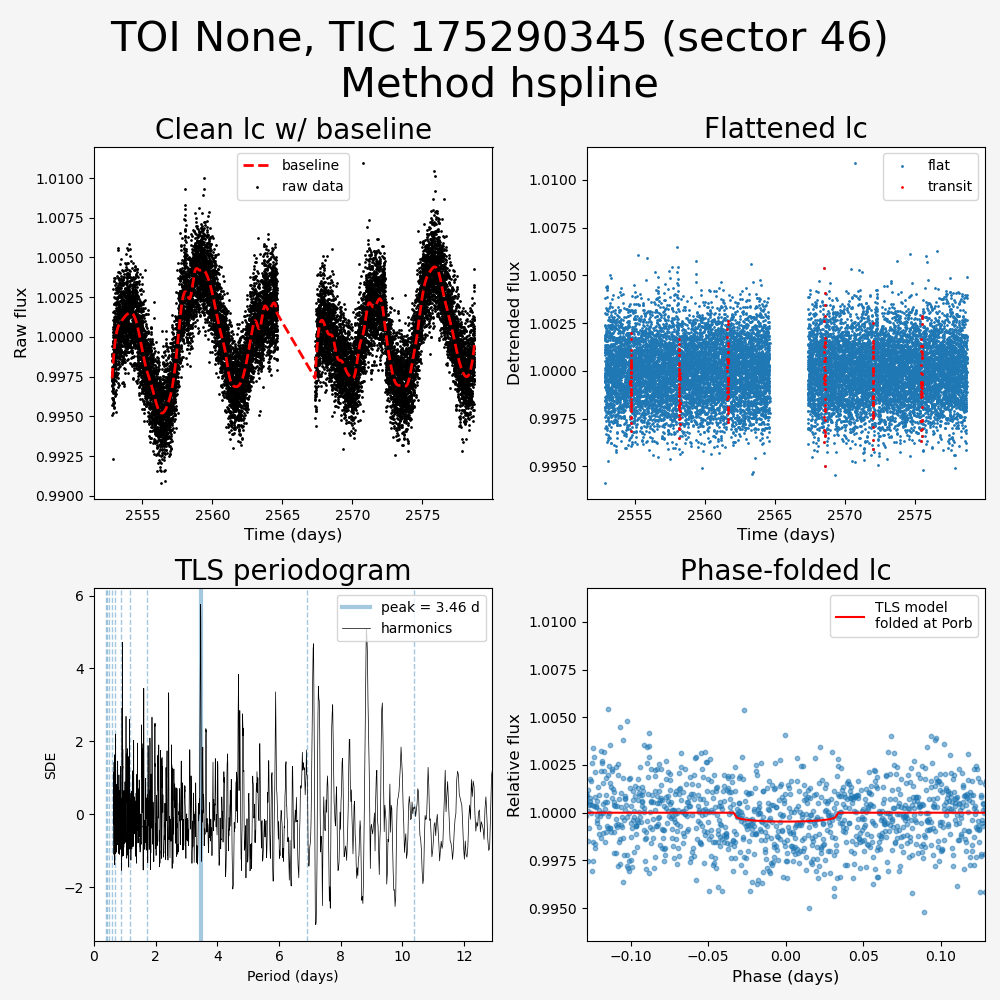 TOI None, TIC 175290345 (sector 46)
Method hspline
Clean lc w/ baseline
baseline
raw data
1.0100
1.0075
1.0050
1.0025
1.0000
0.9975
0.9950
0.9925
0.9900
Raw flux
2555
2560
2565
2570
2575
Time (days)
Flattened lc
flat
transit
1.0100
1.0075
1.0050
1.0025
1.0000
0.9975
0.9950
Detrended flux
2555
2560
2565
2570
2575
Time (days)
TLS periodogram
peak = 3.46 d
harmonics
6
4
2
0
−2
SDE
0
2
4
6
8
10
12
Period (days)
Phase-folded lc
TLS model
folded at Porb
1.0100
1.0075
1.0050
1.0025
1.0000
0.9975
0.9950
Relative flux
−0.10
−0.05
0.00
0.05
0.10
Phase (days)